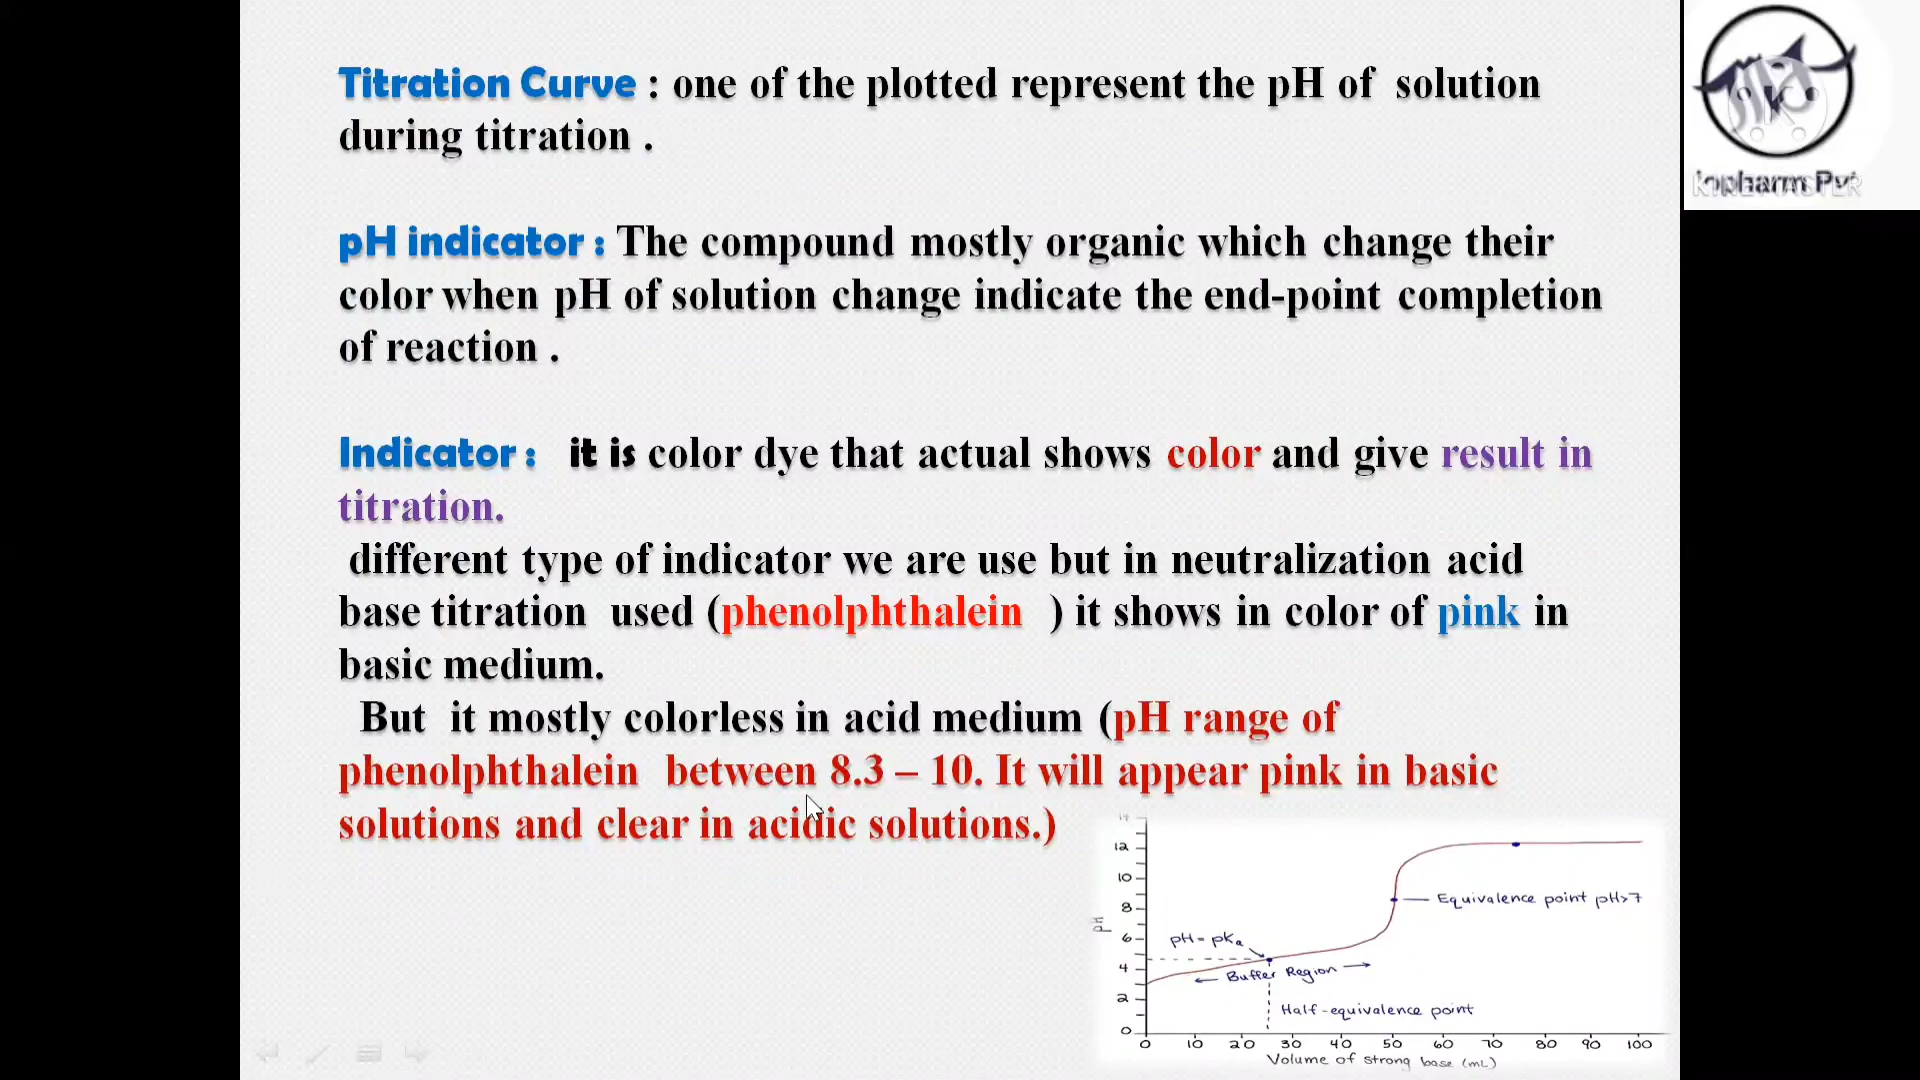 Titration Curve : one of the plotted represent the pH of solution
during titration .
pH indicator : The compound mostly organic which change their
color when pH of solution change indicate the end-point completion
of reaction .
Indicator : it is color dye that actual shows color and give result in
titration.
different type of indicator we are use but in neutralization acid
base titration used (phenolphthalein ) it shows in color of pink in
basic medium.
But it mostly colorless in acid medium (pH range of
phenolphthalein between 8.3 – 10. It will appear pink in basic
solutions and clear in acidic solutions.)
14
12
10
8
6
4
2
0
pH
Equivalence point pH>7
pH = pKa
Buffer Region
Half-equivalence point
0 10 20 30 40 50 60 70 80 90 100
Volume of strong base (mL)